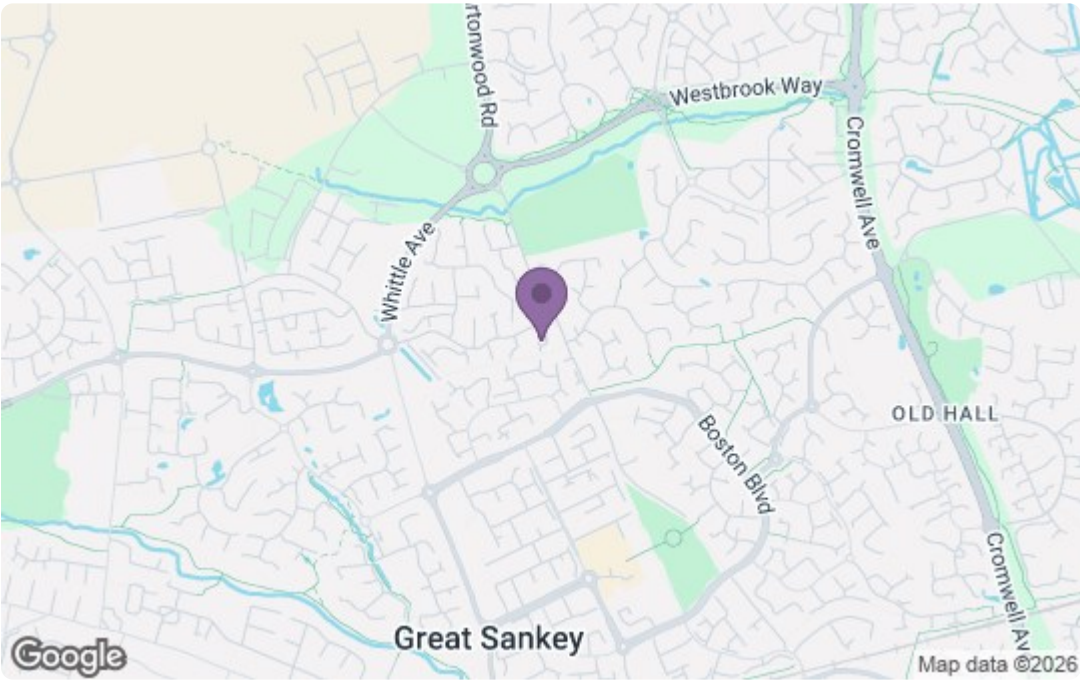 rtonwood Rd
Westbrook Way
Cromwell Ave
Whittle Ave
OLD HALL
Boston Blvd
Cromwell Av
Great Sankey
Google
Map data ©2026